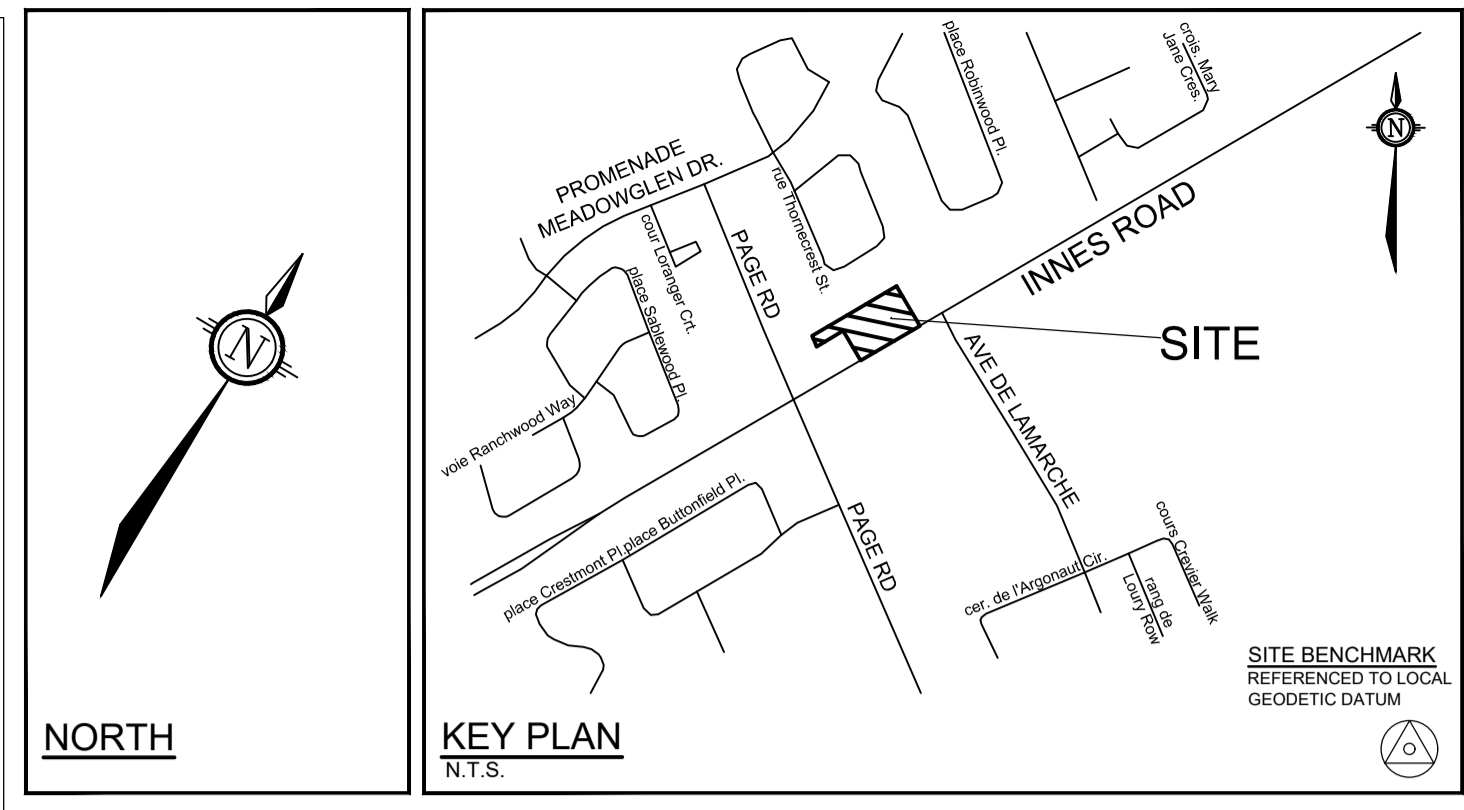 N
NORTH
place Robinwood Pl.
crois. Mary
Jane Cres.
N
PROMENADE
MEADOWGLEN DR.
rue Thornecrest St.
cour Loranger Crt.
PAGE RD
INNES ROAD
place Sablewood Pl.
SITE
AVE DE LAMARCHE
voie Ranchwood Way
place Buttonfield Pl.
place Crestmont Pl.
PAGE RD
cours Crevier Walk
cer. de l'Argonaut Cir.
rang de
Loury Row
SITE BENCHMARK
REFERENCED TO LOCAL
GEODETIC DATUM
KEY PLAN
N.T.S.